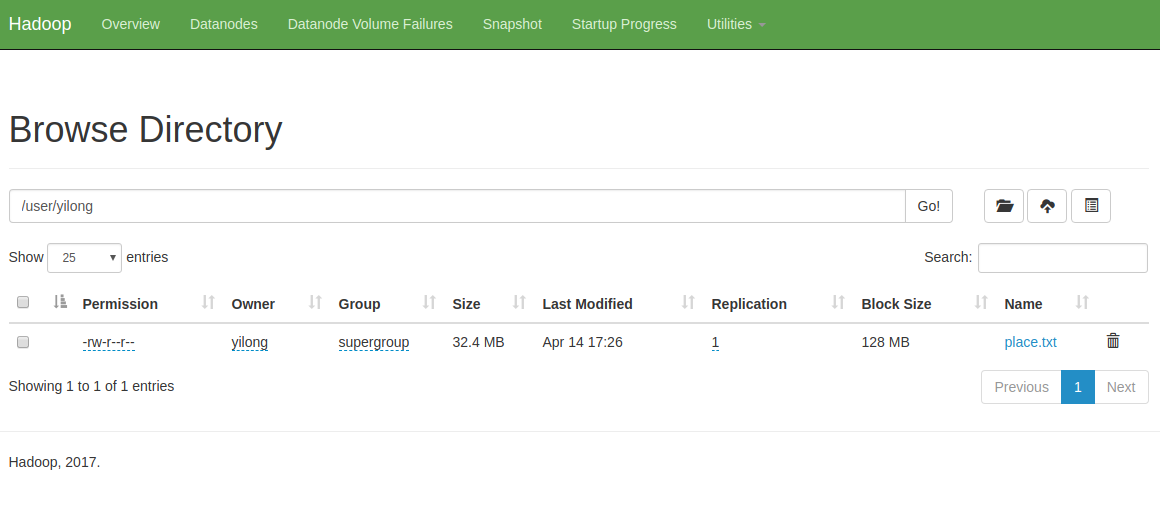 Hadoop Overview Datanodes Datanode Volume Failures Snapshot Startup Progress Utilities
Browse Directory
/user/yilong Go!
Show 25 entries Search:
Permission Owner Group Size Last Modified Replication Block Size Name
-rw-r--r-- yilong supergroup 32.4 MB Apr 14 17:26 1 128 MB place.txt
Showing 1 to 1 of 1 entries Previous 1 Next
Hadoop, 2017.